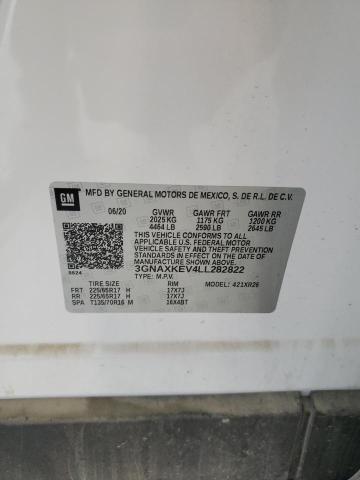 GM
MFD BY GENERAL MOTORS DE MEXICO, S. DE R.L. DE C.V.
06/20 GVWR GAWR FRT GAWR RR
2025 KG 1175 KG 1200 KG
4464 LB 2590 LB 2645 LB
THIS VEHICLE CONFORMS TO ALL
APPLICABLE U.S. FEDERAL MOTOR
VEHICLE SAFETY, BUMPER, AND
THEFT PREVENTION STANDARDS
IN EFFECT ON THE DATE OF
MANUFACTURE SHOWN ABOVE.
3GNAXKEV4LL282822
TYPE: M.P.V.
TIRE SIZE RIM MODEL: 421XR26
FRT 225/65R17 H 17X7J
RR 225/65R17 H 17X7J
SPA T135/70R16 M 16X4BT